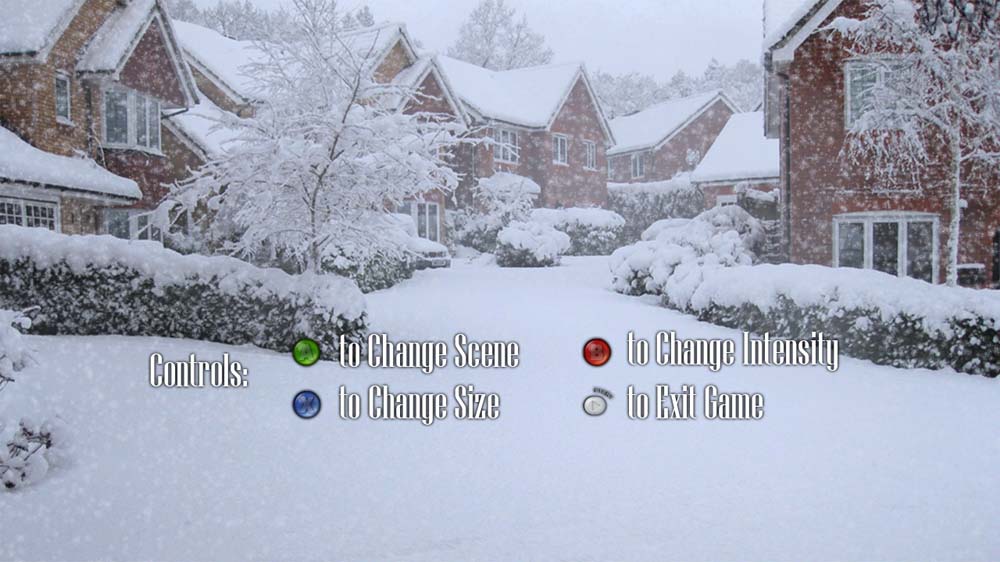 Controls:
A to Change Scene
B to Change Intensity
X to Change Size
to Exit Game